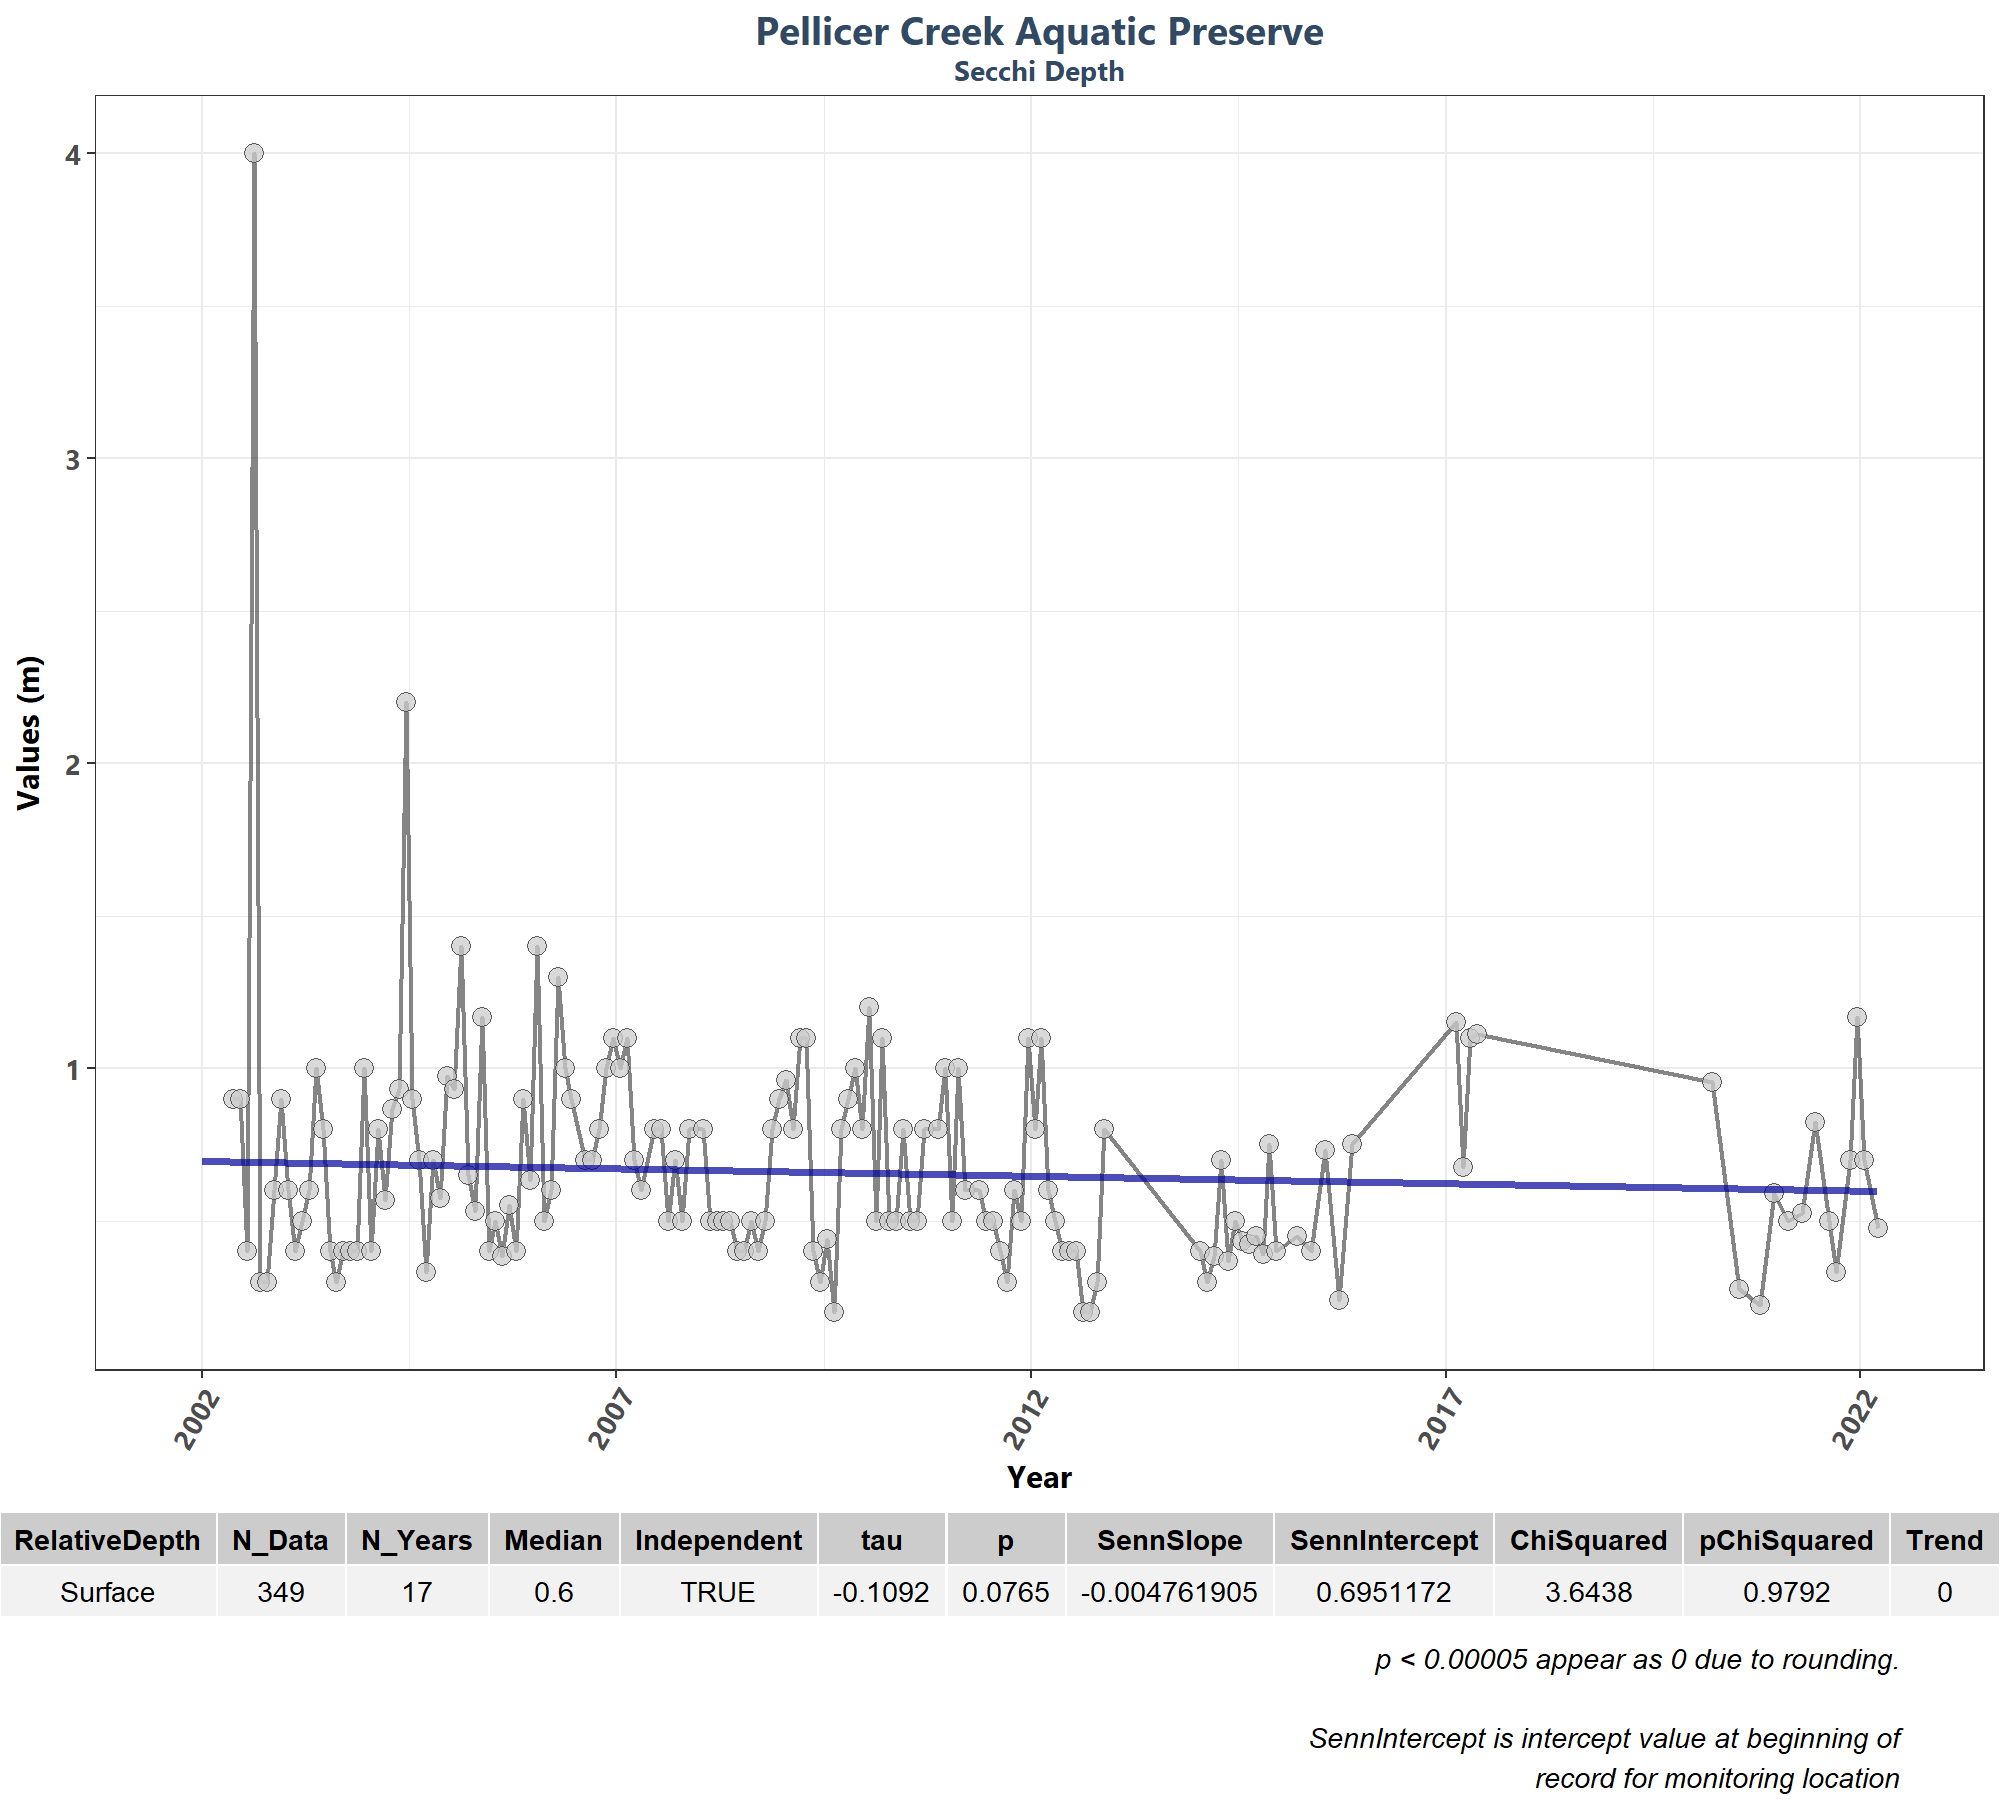 Pellicer Creek Aquatic Preserve
Secchi Depth
Values (m)
4
3
2
1
2002
2007
2012
2017
2022
Year
RelativeDepth N_Data N_Years Median Independent tau p SennSlope SennIntercept ChiSquared pChiSquared Trend
Surface 349 17 0.6 TRUE -0.1092 0.0765 -0.004761905 0.6951172 3.6438 0.9792 0
p < 0.00005 appear as 0 due to rounding.
SennIntercept is intercept value at beginning of
record for monitoring location